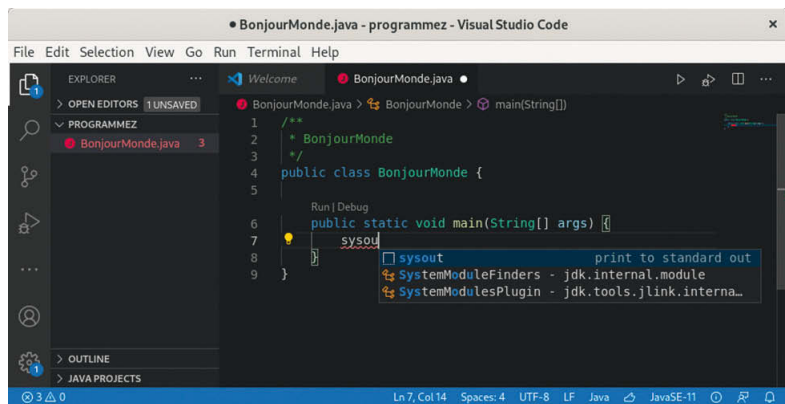 ● BonjourMonde.java - programmez - Visual Studio Code ×
File Edit Selection View Go Run Terminal Help
EXPLORER ...
OPEN EDITORS 1 UNSAVED
PROGRAMMEZ
BonjourMonde.java 3
OUTLINE
JAVA PROJECTS
Welcome
BonjourMonde.java ●
BonjourMonde.java > BonjourMonde > main(String[])
1 /**
2 * BonjourMonde
3 */
4 public class BonjourMonde {
5
Run | Debug
6 public static void main(String[] args) {
7 sysou
8 }
9 }
sysout print to standard out
SystemModuleFinders - jdk.internal.module
SystemModulesPlugin - jdk.tools.jlink.interna…
1
1
3 0 Ln 7, Col 14 Spaces: 4 UTF-8 LF Java JavaSE-11